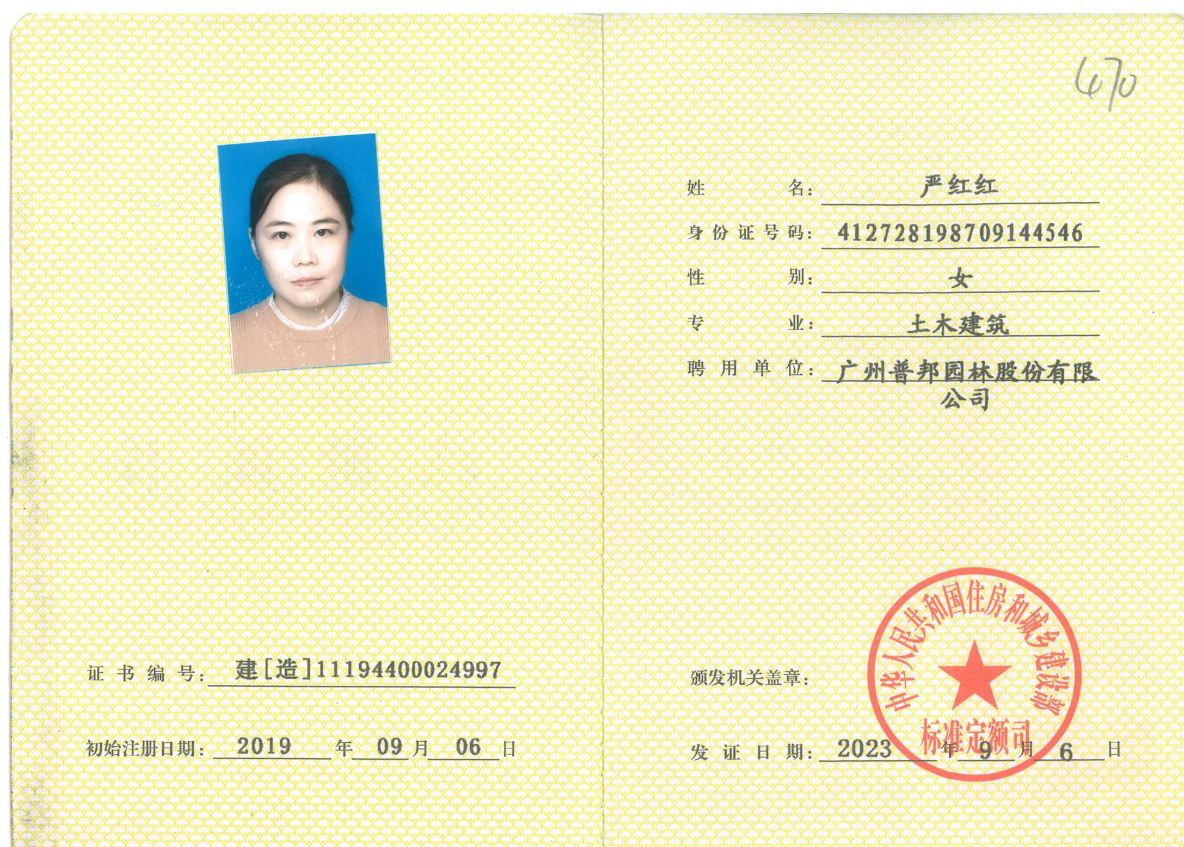 470
姓名：严红红
身份证号码：412728198709144546
性别：女
专业：土木建筑
聘用单位：广州普邦园林股份有限
公司
证书编号：建[造]11194400024997
初始注册日期：2019 年 09 月 06 日
中华人民共和国住房和城乡建设部
标准定额司
颁发机关盖章：
发证日期：2023 年 9 月 6 日